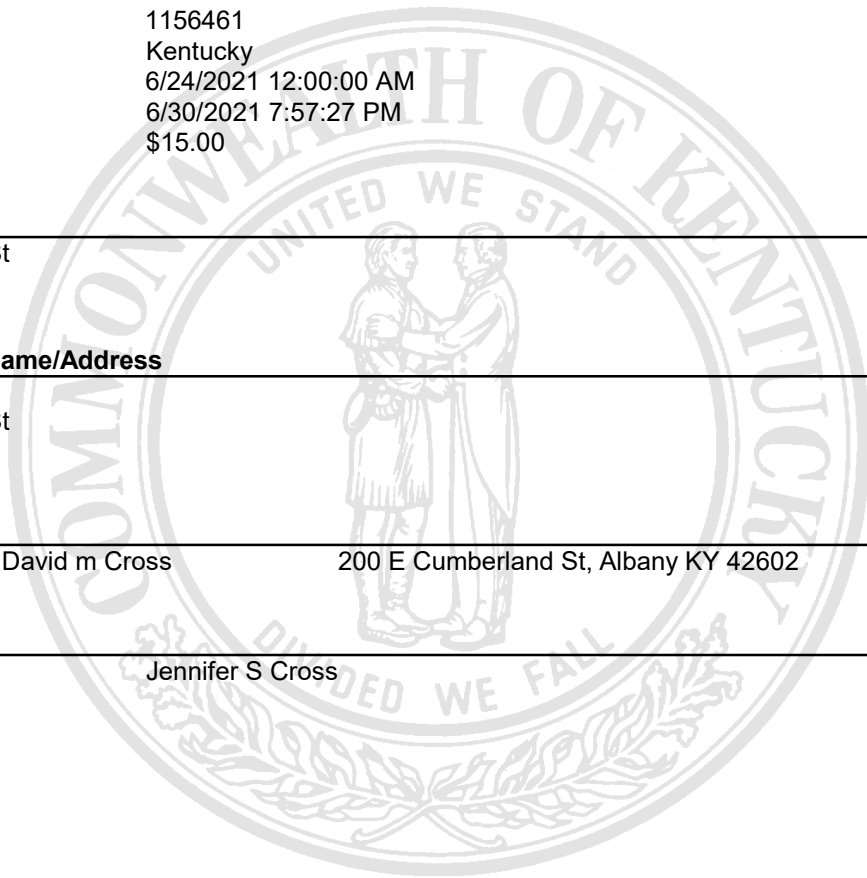 1156461
Kentucky
6/24/2021 12:00:00 AM
6/30/2021 7:57:27 PM
$15.00
COMMONWEALTH OF KENTUCKY
UNITED WE STAND
t
ame/Address
t
David m Cross 200 E Cumberland St, Albany KY 42602
DIVIDED WE FALL
Jennifer S Cross